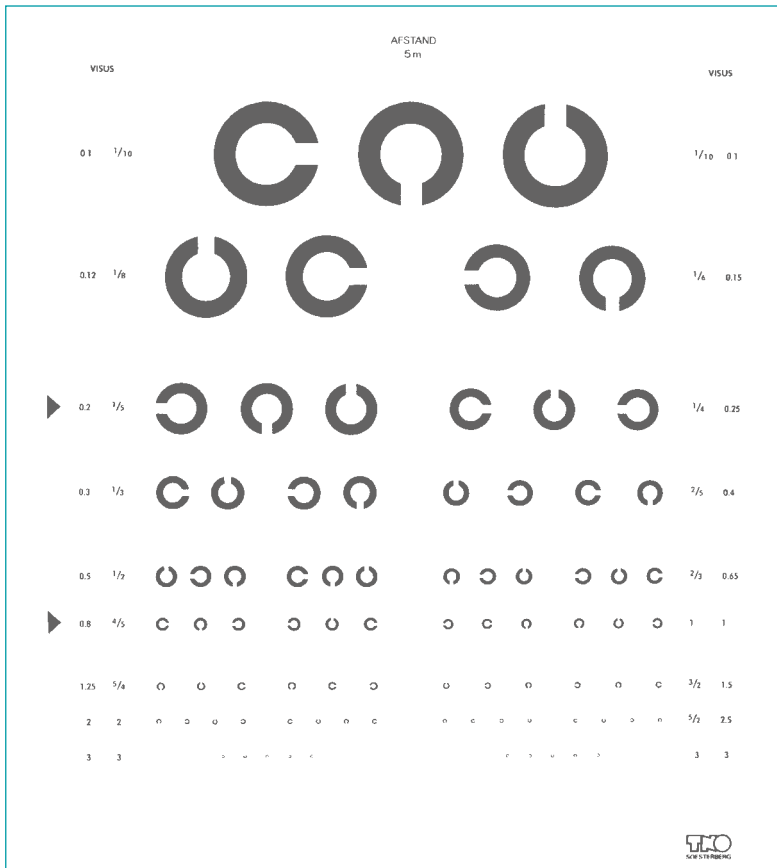 AFSTAND
5 m
VISUS VISUS
0.1 1/10 1/10 0.1
0.12 1/8 1/6 0.15
0.2 1/5 1/4 0.25
0.3 1/3 2/5 0.4
0.5 1/2 2/3 0.65
0.8 4/5 1 1
1.25 5/4 3/2 1.5
2 2 5/2 2.5
3 3 3 3
TNO
SOESTERBERG